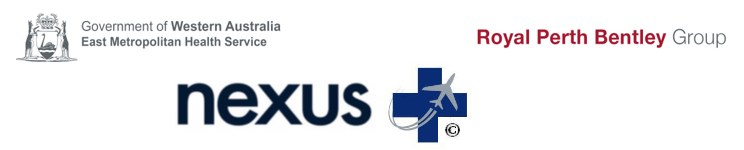 Government of Western Australia
East Metropolitan Health Service
Royal Perth Bentley Group
nexus
©